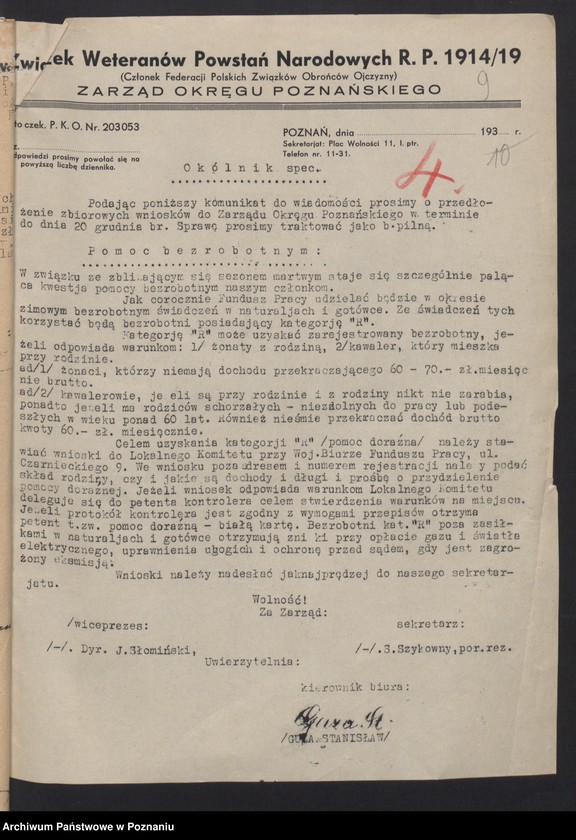 Związek Weteranów Powstań Narodowych R. P. 1914/19
(Członek Federacji Polskich Związków Obrońców Ojczyzny)
ZARZĄD OKRĘGU POZNAŃSKIEGO
9
to czek. P. K. O. Nr. 203053
POZNAŃ, dnia 193 r.
Sekretarjat: Plac Wolności 11, I. ptr.
Telefon nr. 11-31.
10
odpowiedzi prosimy powołać się na
powyższą liczbę dziennika.
4.
Okólnik spec.
Podając poniższy kómunikat do wiadomości prosimy o przedło-
żenie zbiorowych wniosków do Zarządu Okręgu Poznańskiego w terminie
do dnia 20 grudnia br. Sprawę prosimy traktować jako b.pilną.
Pomoc bezrobotnym:
W związku ze zbliżającym się sezonem martwym staje się szczególnie palą-
ca kwestja pomocy bezrobotnym naszym członkom.
Jak corocznie Fundusz Pracy udzielać będzie w okresie
zimowym bezrobotnym świadczeń w naturaljach i gotówce. Ze świadczeń tych
korzystać będą bezrobotni posiadający kategorję "R".
Kategorję "R" może uzyskać zarejestrowany bezrobotny, je-
żeli odpowiada warunkom: 1/ żonaty z rodziną, 2/kawaler, który mieszka
przy rodzinie.
ad/1/ żonaci, którzy niemają dochodu przekraczającego 60 - 70.- zł.miesięc
nie brutto.
ad/2/ kawalerowie, je eli są przy rodzinie i z rodziny nikt nie zarabia,
ponadto jeżeli ma rodziców schorzałych - niezdolnych do pracy lub pode-
szłych w wieku ponad 60 lat. Również nieśmie przekraczać dochód brutto
kwoty 60.- zł. miesięcznie.
Celem uzyskania kategorji "R" /pomoc doraźna/ należy sta-
wiać wnioski do Lokalnego Komitetu przy Woj.Biurze Funduszu Pracy, ul.
Czarnieckiego 9. We wniosku poza adresem i numerem rejestracji nale y podać
skład rodziny, czy i jakie są dochody i długi i prośbę o przydzielenie
pomocy doraźnej. Jeżeli wniosek odpowiada warunkom Lokalnego Komitetu
deleguje się do petenta kontrolera celem stwierdzenia warunków na miejscu.
Jeżeli protokół kontrolera jest zgodny z wymogami przepisów otrzyma
petent t.zw. pomoc doraźną - białą kartę. Bezrobotni kat."R" poza zasił-
kami w naturaljach i gotówce otrzymują zni ki przy opłacie gazu i światła
elektrycznego, uprawnienia ubogich i ochronę przed sądem, gdy jest zagro-
żony eksmisją.
Wnioski należy nadesłać jaknajprędzej do naszego sekretar-
jatu.
Wolność!
Za Zarząd:
/wiceprezes: sekretarz:
/-/. Dyr. J.Słomiński, /-/.S.Szykowny,por.rez.
Uwierzytelnia:
kierownik biura:
Guza St.
/GUZA STANISŁAW/
Archiwum Państwowe w Poznaniu